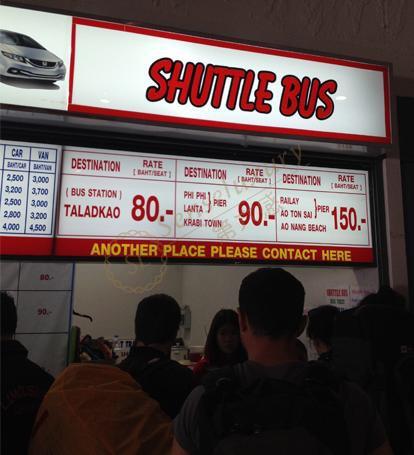 SHUTTLE BUS
CAR VAN
BAHT/CAR BAHT/VAN
2,500 3,000
3,200 3,700
2,500 3,000
2,800 3,200
4,000 4,500
DESTINATION RATE
[ BAHT/SEAT ]
( BUS STATION )
TALADKAO 80.-
DESTINATION RATE
[ BAHT/SEAT ]
PHI PHI
LANTA PIER 90.-
KRABI TOWN
DESTINATION RATE
[ BAHT/SEAT ]
RAILAY
AO TON SAI PIER 150.-
AO NANG BEACH
ANOTHER PLACE PLEASE CONTACT HERE
80.-
90.-
SHUTTLE BUS